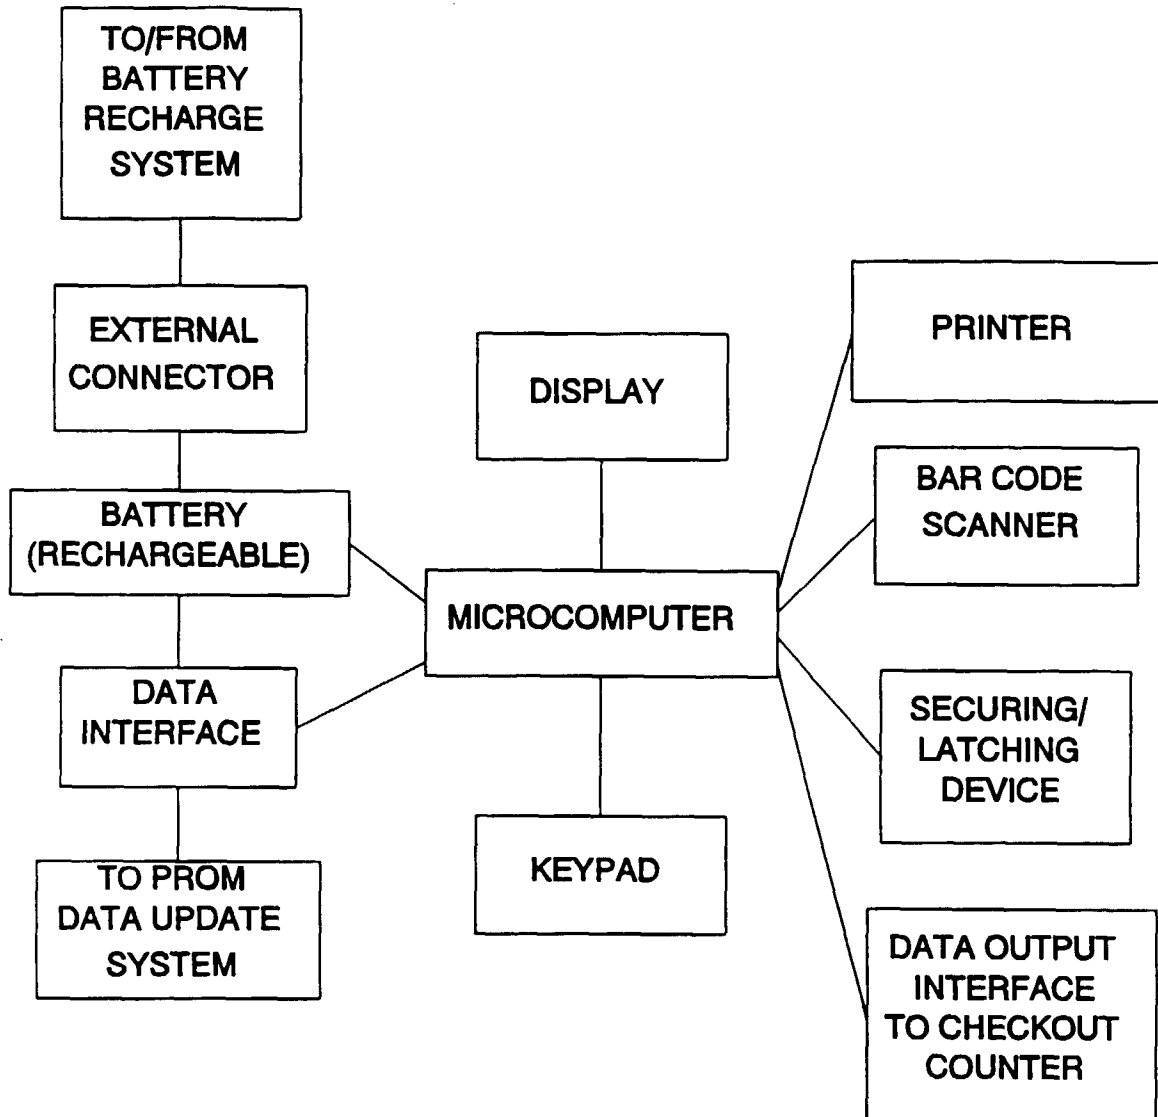 TO/FROM
BATTERY
RECHARGE
SYSTEM
EXTERNAL
CONNECTOR
BATTERY
(RECHARGEABLE)
DATA
INTERFACE
TO PROM
DATA UPDATE
SYSTEM
DISPLAY
MICROCOMPUTER
KEYPAD
PRINTER
BAR CODE
SCANNER
SECURING/
LATCHING
DEVICE
DATA OUTPUT
INTERFACE
TO CHECKOUT
COUNTER